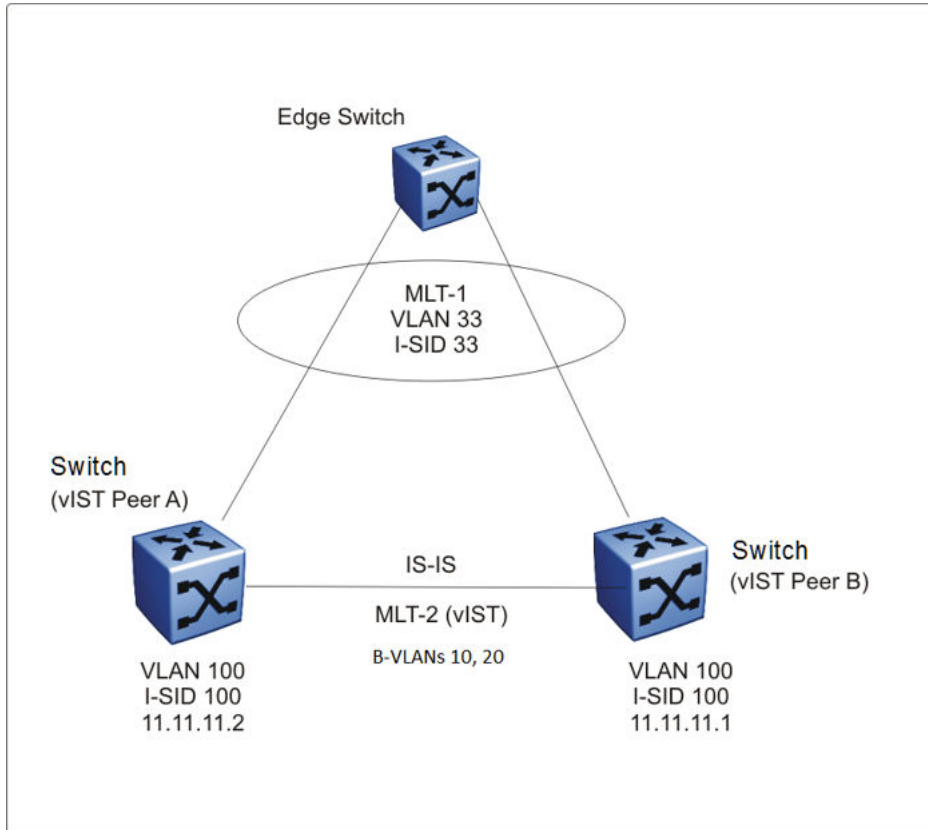 Edge Switch
MLT-1
VLAN 33
I-SID 33
Switch
(vIST Peer A)
IS-IS
MLT-2 (vIST)
B-VLANs 10, 20
Switch
(vIST Peer B)
VLAN 100
I-SID 100
11.11.11.2
VLAN 100
I-SID 100
11.11.11.1